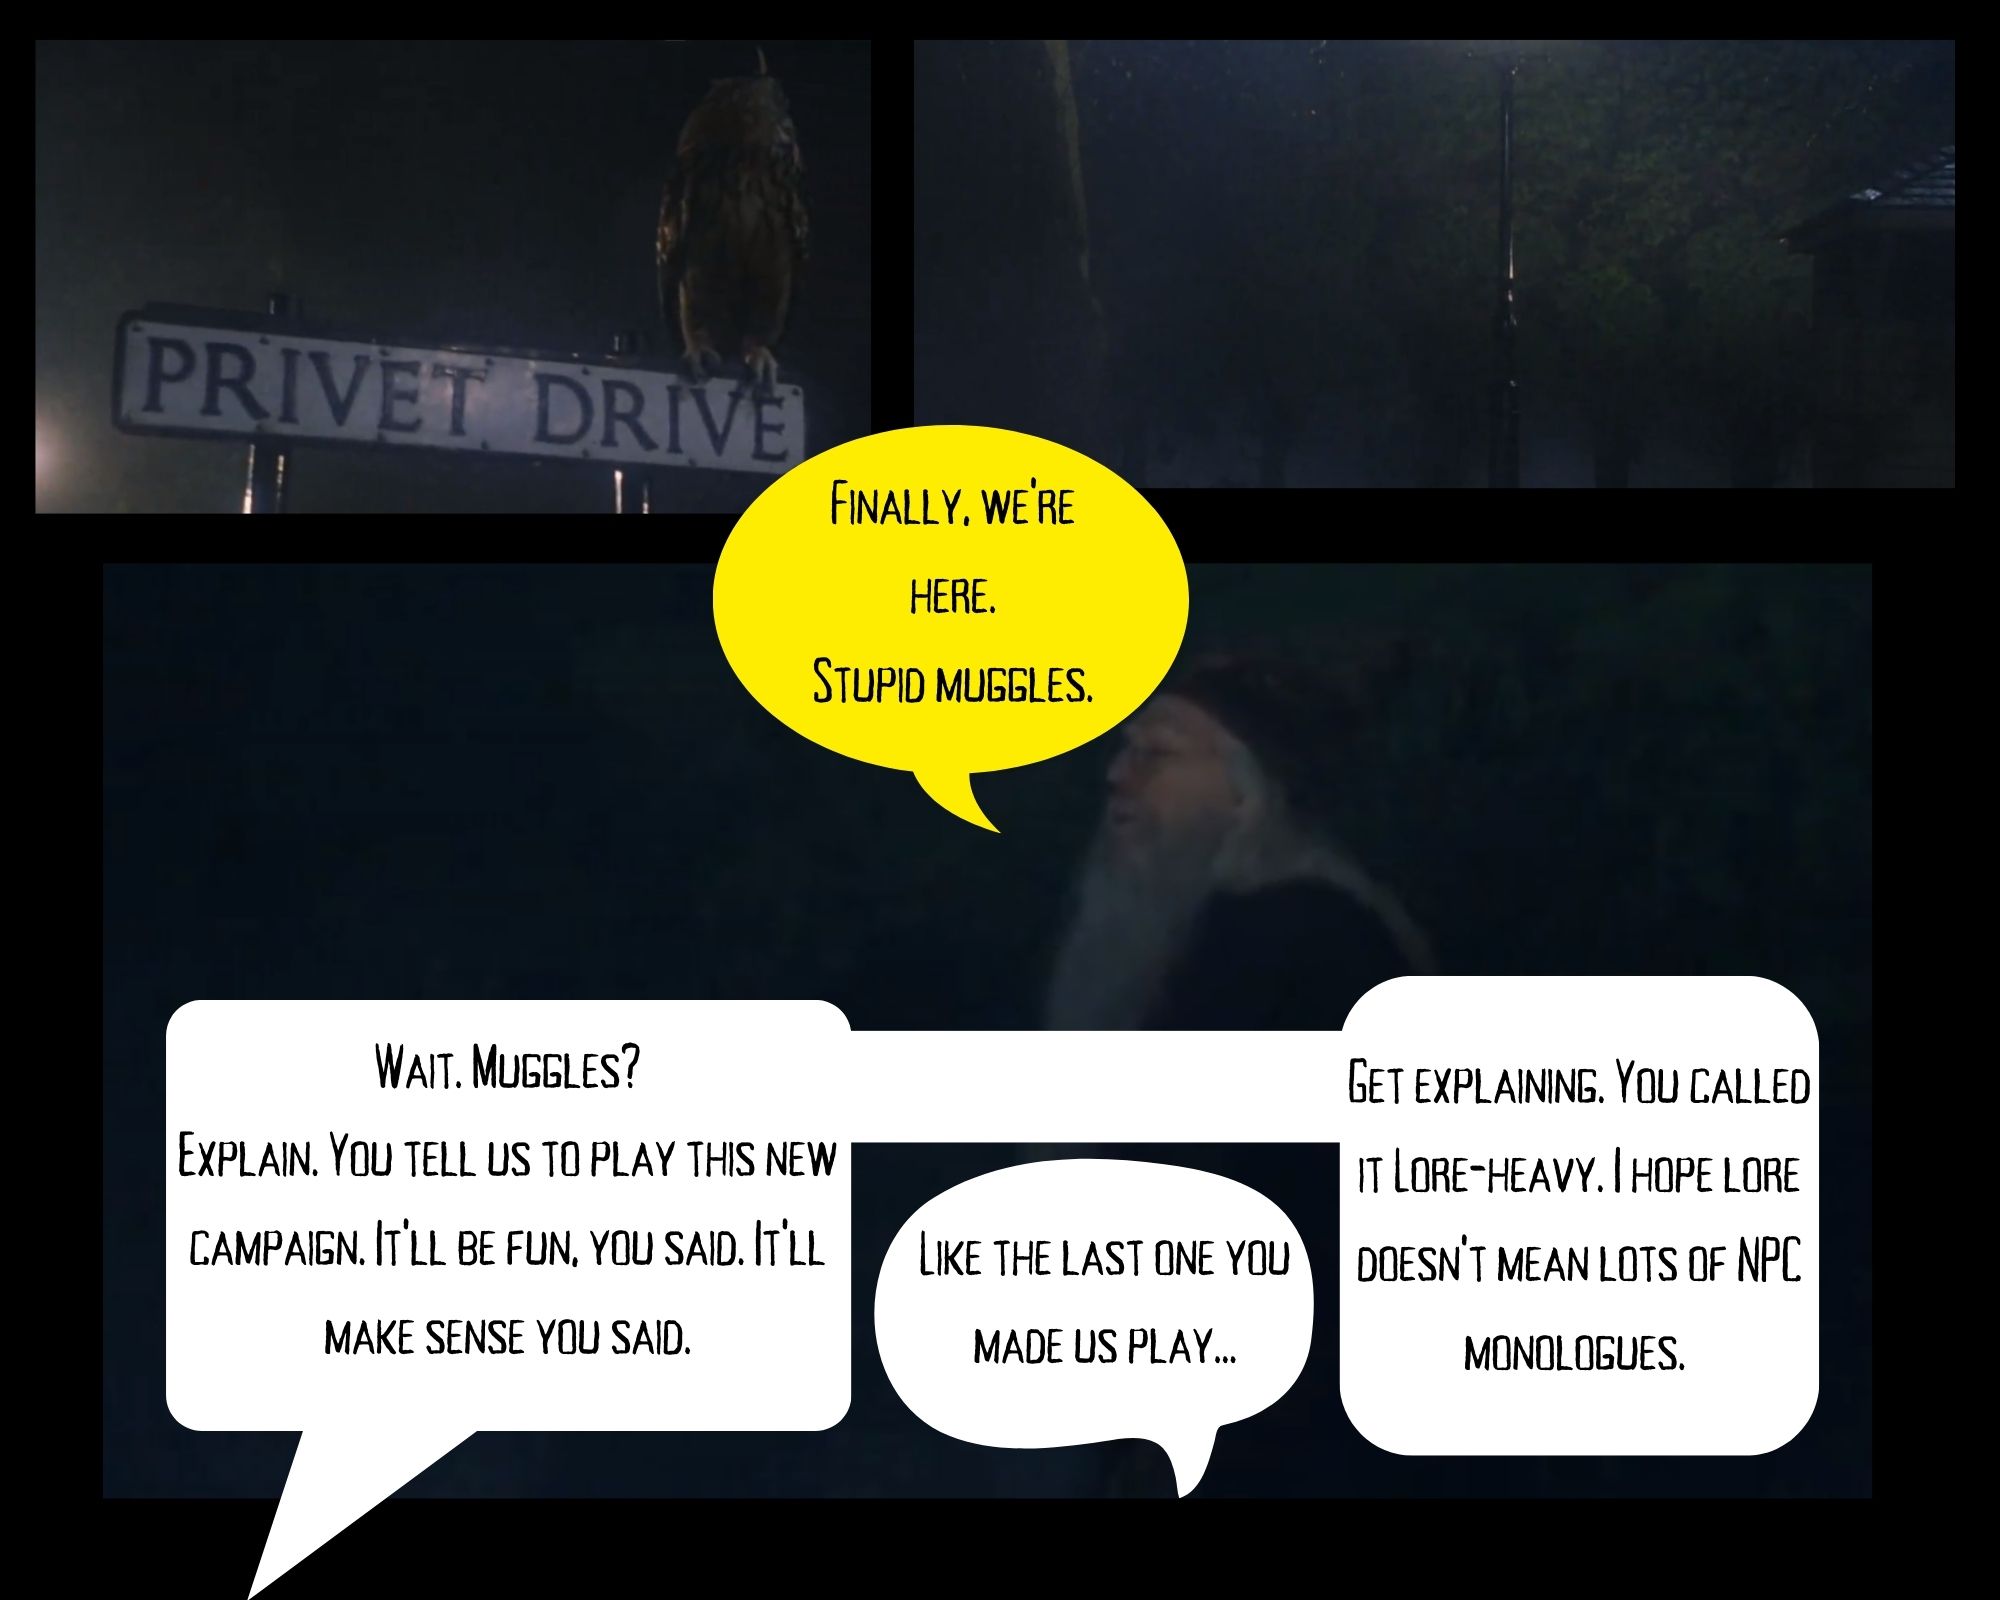 PRIVET DRIVE
Finally, we're
here.
Stupid muggles.
Wait. Muggles?
Explain. You tell us to play this new
campaign. It'll be fun, you said. It'll
make sense you said.
Like the last one you
made us play...
Get explaining. You called
it Lore-heavy. I hope lore
doesn't mean lots of NPC
monologues.